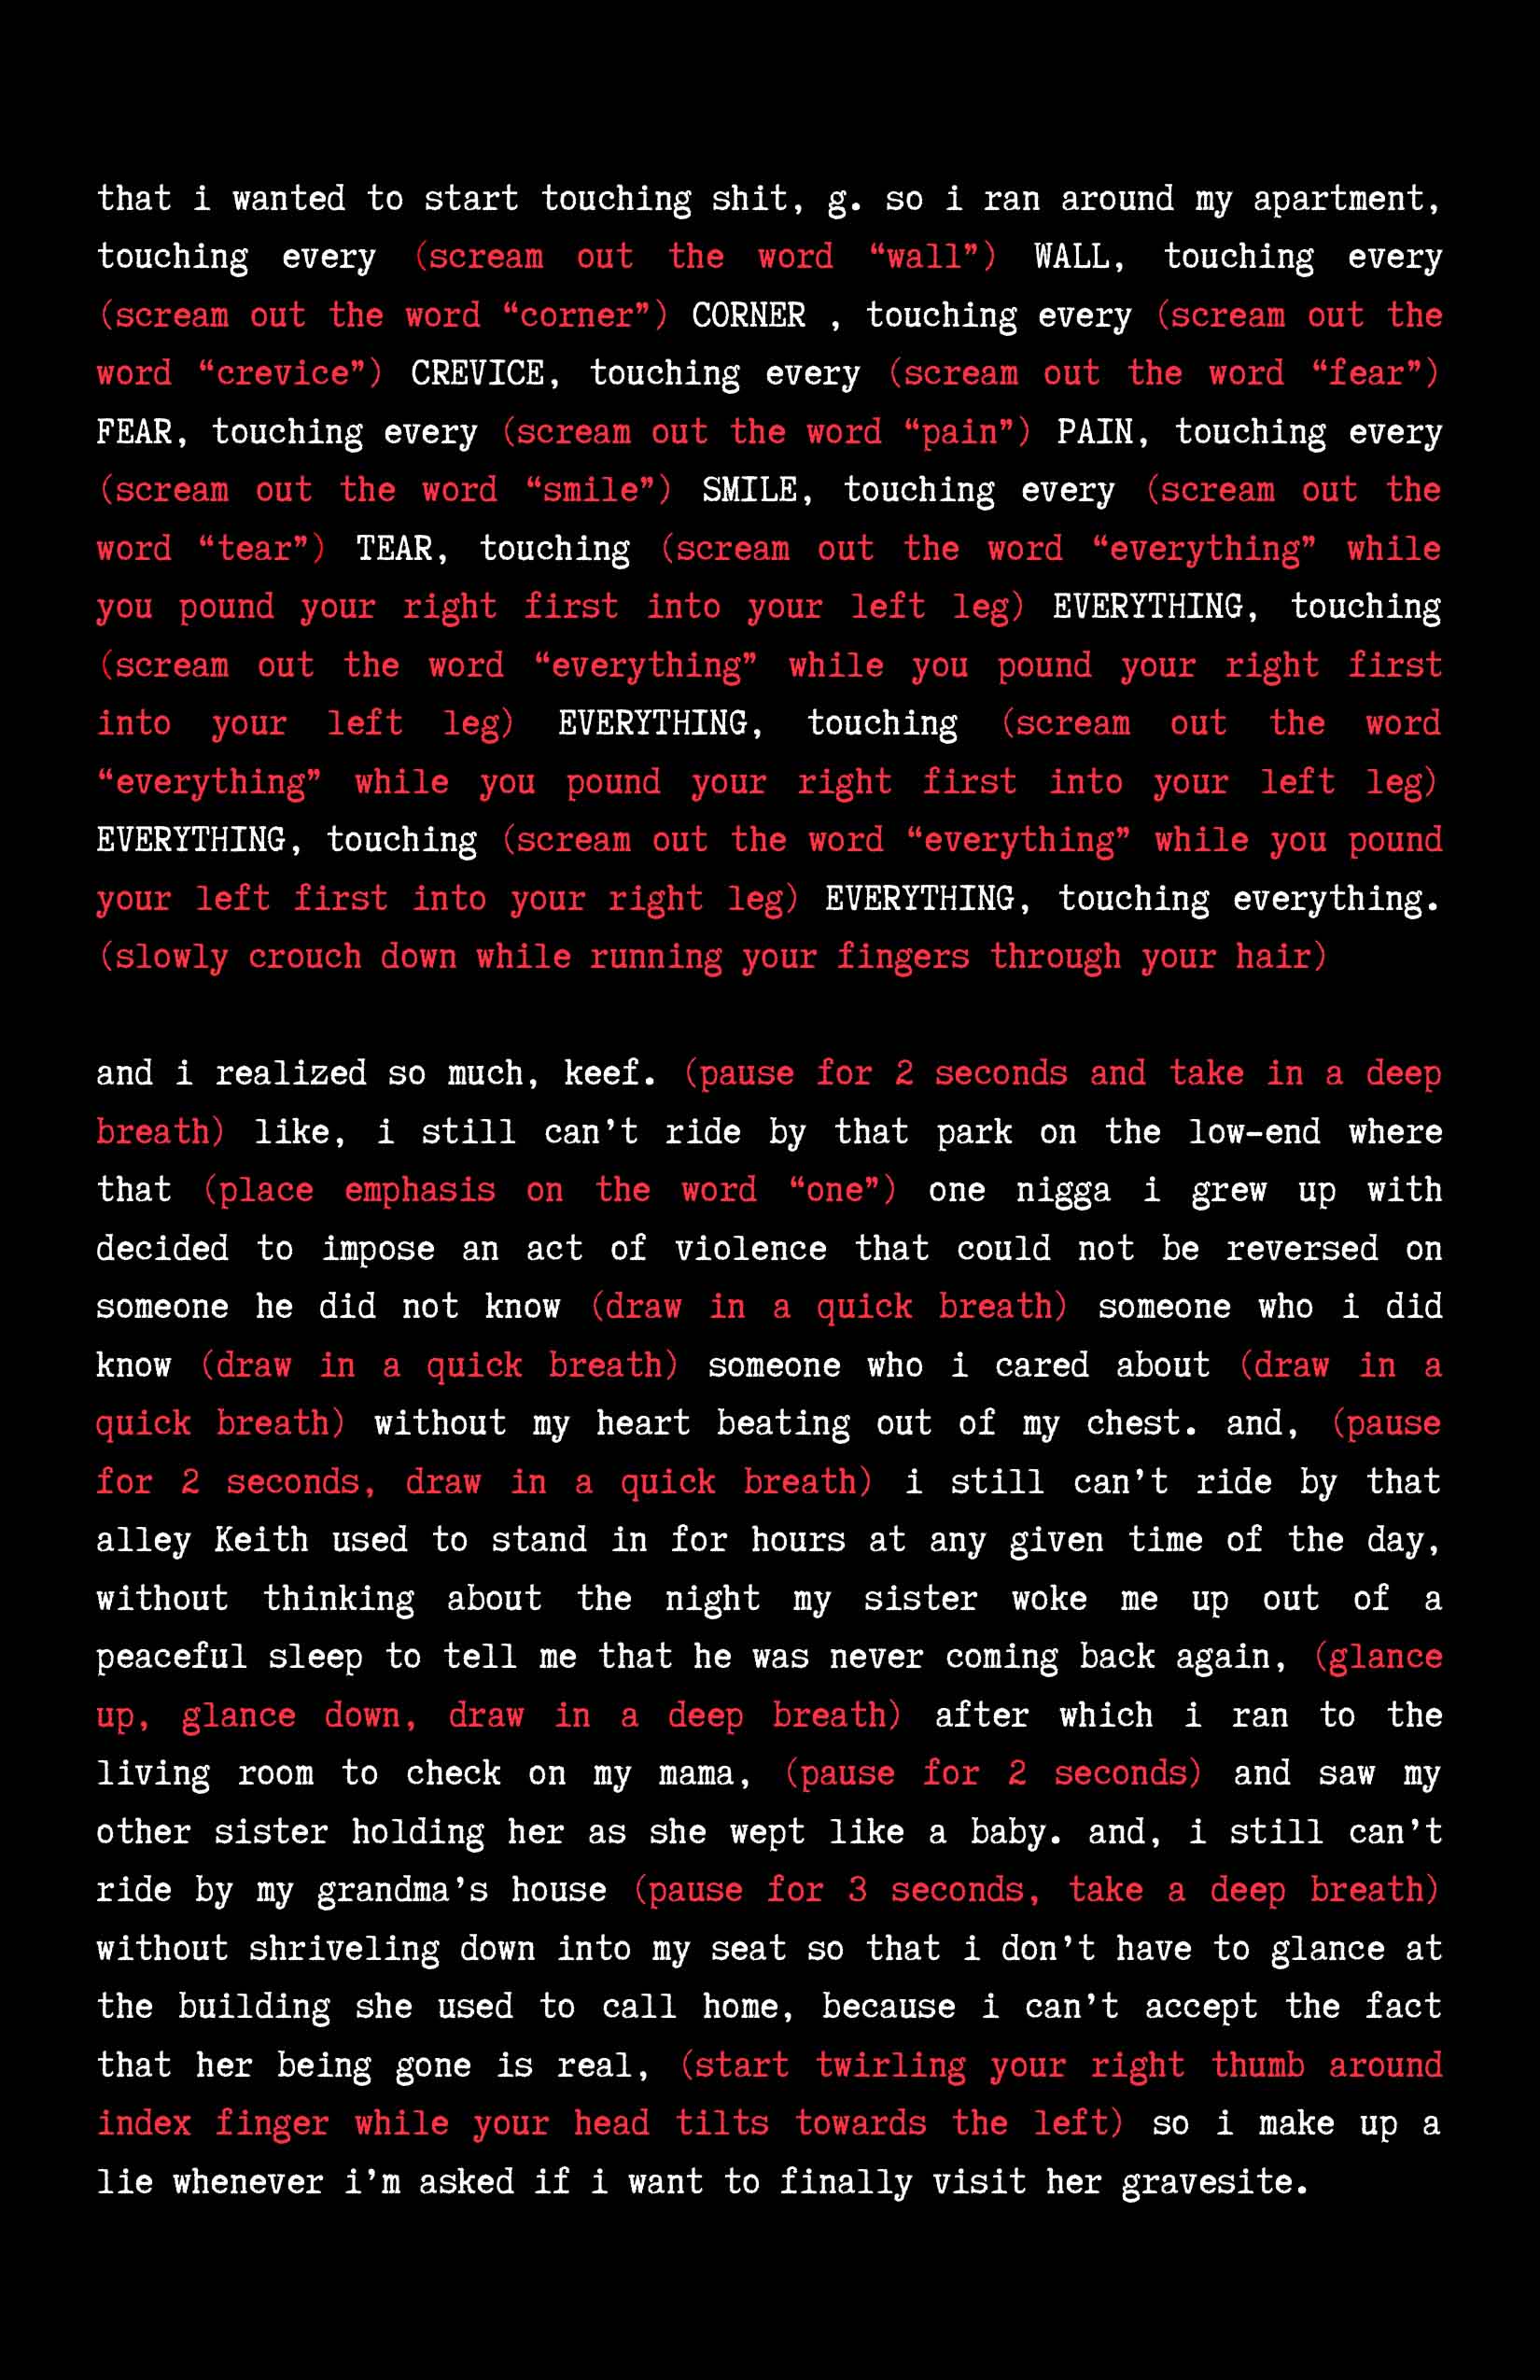 that i wanted to start touching shit, g. so i ran around my apartment,
touching every (scream out the word “wall”) WALL, touching every
(scream out the word “corner”) CORNER , touching every (scream out the
word “crevice”) CREVICE, touching every (scream out the word “fear”)
FEAR, touching every (scream out the word “pain”) PAIN, touching every
(scream out the word “smile”) SMILE, touching every (scream out the
word “tear”) TEAR, touching (scream out the word “everything” while
you pound your right first into your left leg) EVERYTHING, touching
(scream out the word “everything” while you pound your right first
into your left leg) EVERYTHING, touching (scream out the word
“everything” while you pound your right first into your left leg)
EVERYTHING, touching (scream out the word “everything” while you pound
your left first into your right leg) EVERYTHING, touching everything.
(slowly crouch down while running your fingers through your hair)

and i realized so much, keef. (pause for 2 seconds and take in a deep
breath) like, i still can’t ride by that park on the low-end where
that (place emphasis on the word “one”) one nigga i grew up with
decided to impose an act of violence that could not be reversed on
someone he did not know (draw in a quick breath) someone who i did
know (draw in a quick breath) someone who i cared about (draw in a
quick breath) without my heart beating out of my chest. and, (pause
for 2 seconds, draw in a quick breath) i still can’t ride by that
alley Keith used to stand in for hours at any given time of the day,
without thinking about the night my sister woke me up out of a
peaceful sleep to tell me that he was never coming back again, (glance
up, glance down, draw in a deep breath) after which i ran to the
living room to check on my mama, (pause for 2 seconds) and saw my
other sister holding her as she wept like a baby. and, i still can’t
ride by my grandma’s house (pause for 3 seconds, take a deep breath)
without shriveling down into my seat so that i don’t have to glance at
the building she used to call home, because i can’t accept the fact
that her being gone is real, (start twirling your right thumb around
index finger while your head tilts towards the left) so i make up a
lie whenever i’m asked if i want to finally visit her gravesite.